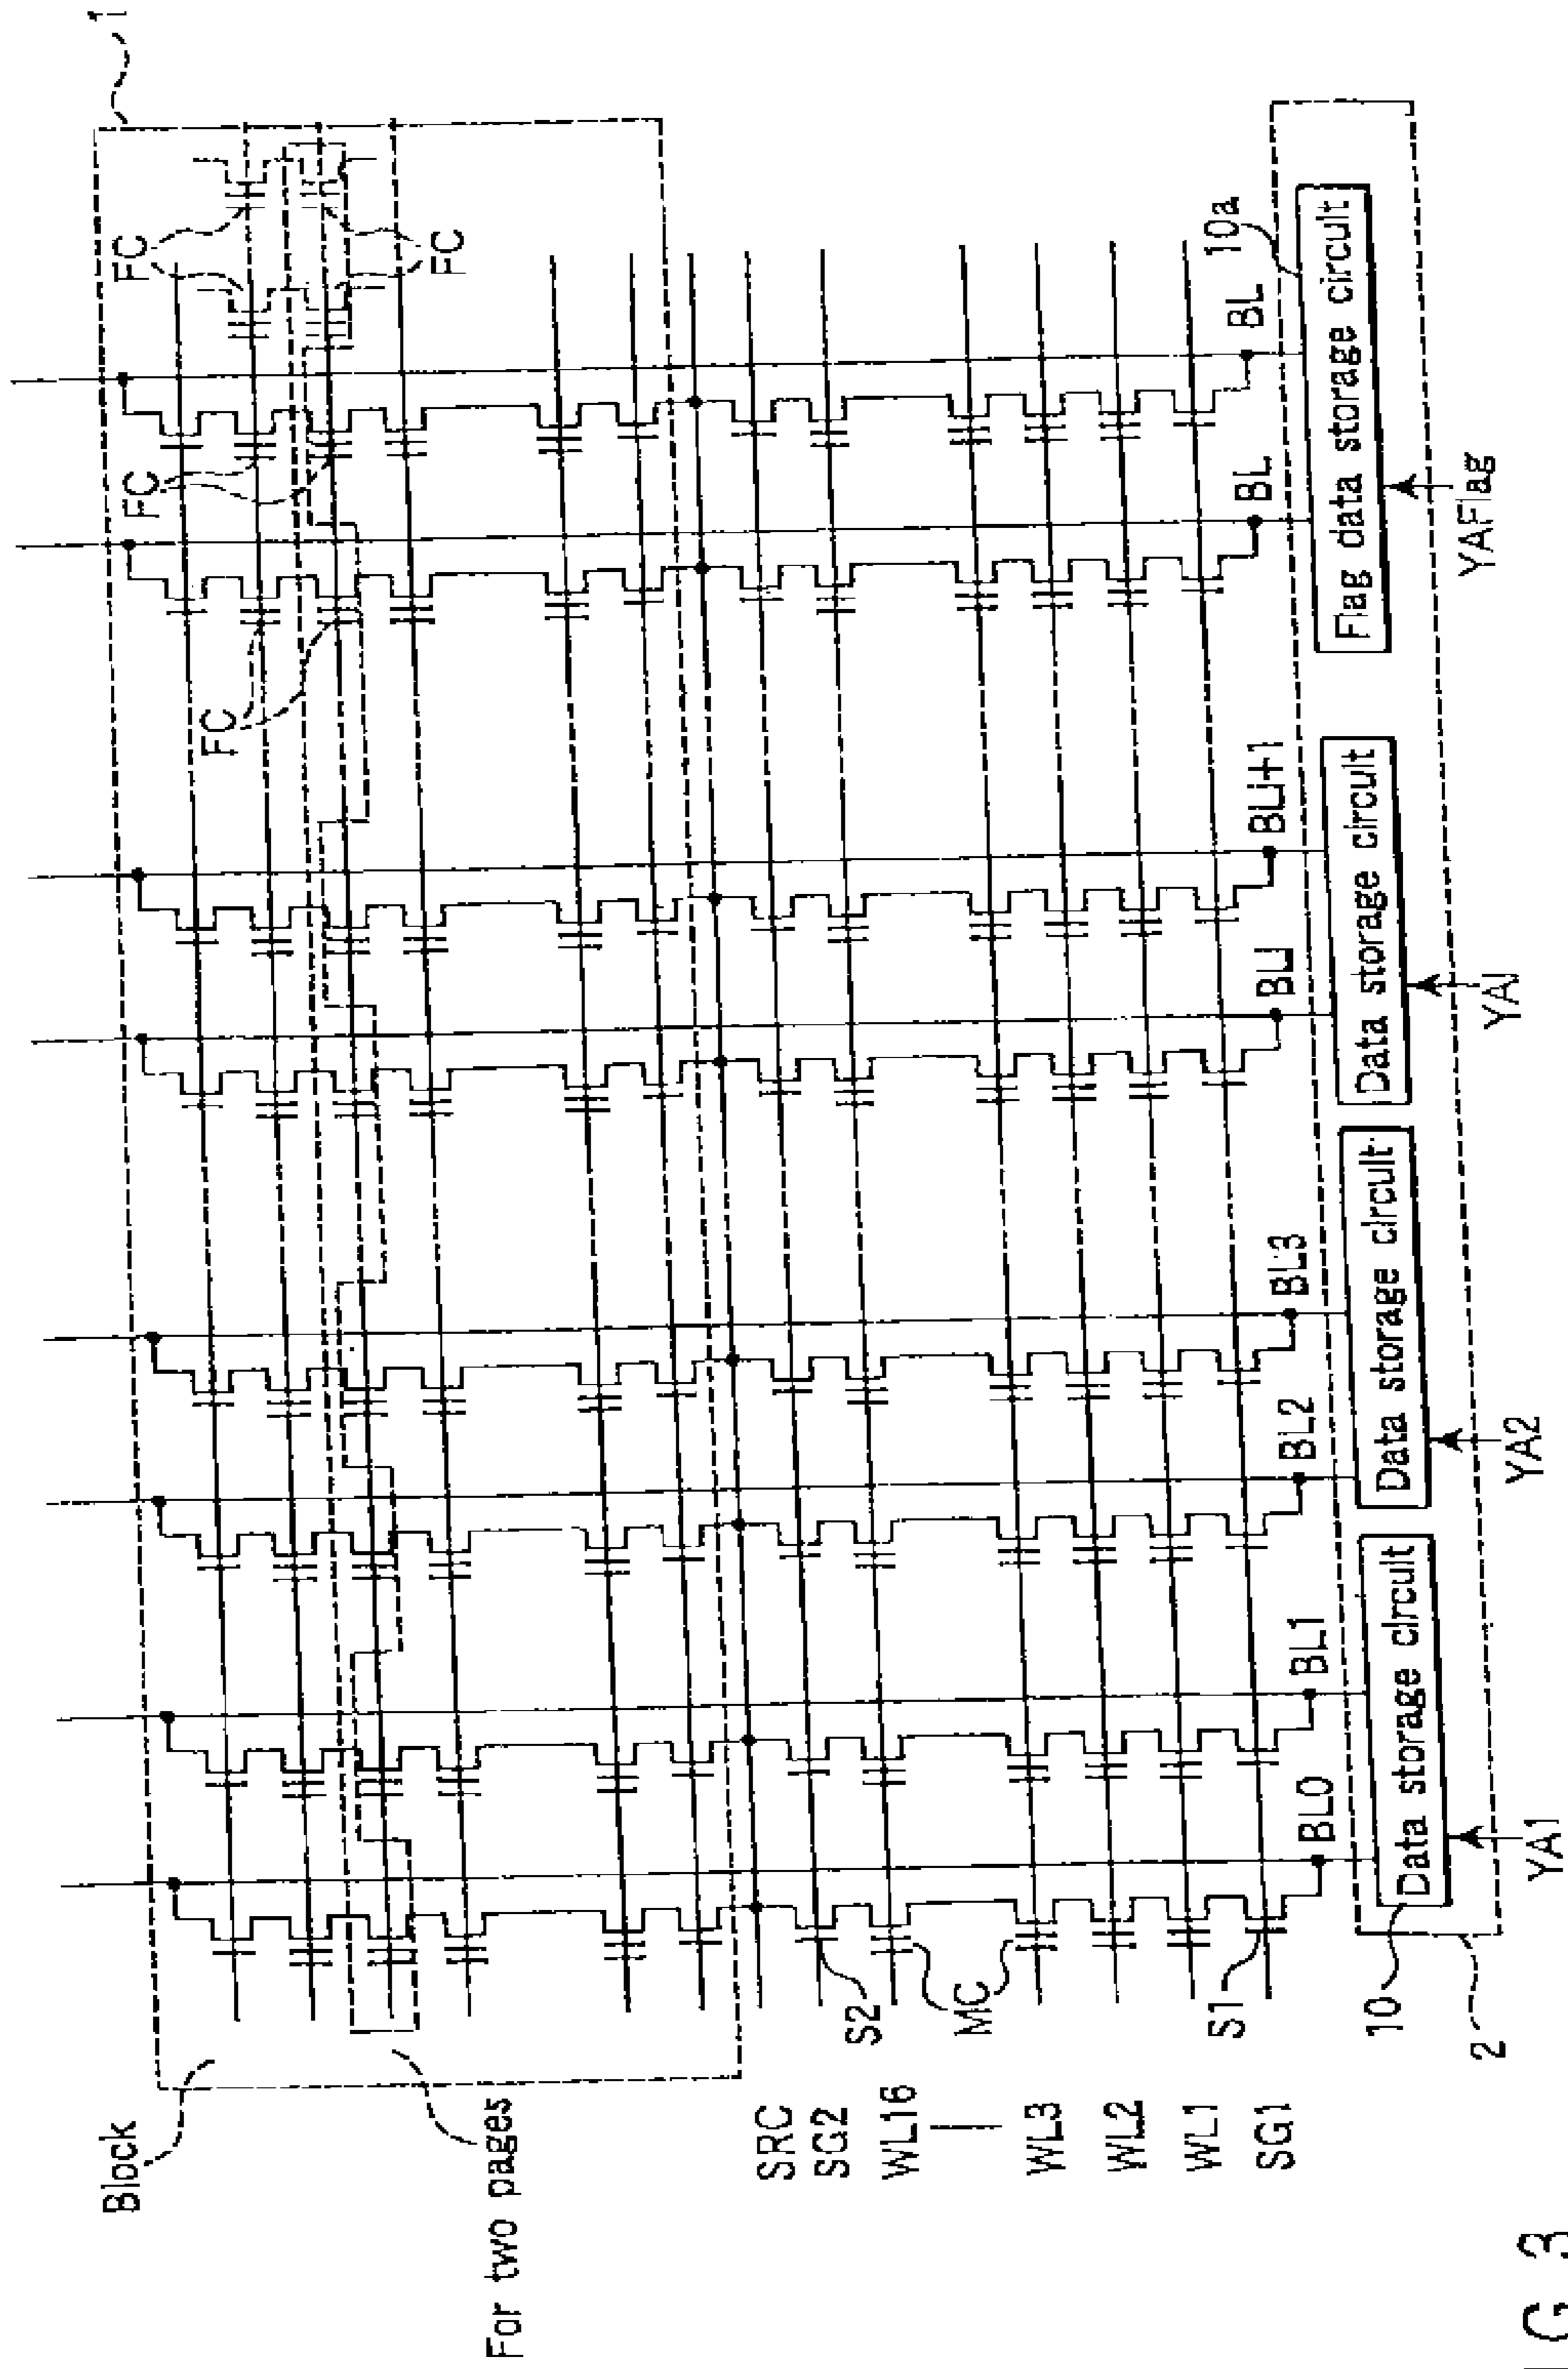 1
Block
For two pages
FC
FC
FC
FC
SRC
SG2
WL16
WL3
WL2
WL1
SG1
S2
MC
S1
BL0
BL1
BL2
BL3
BLi
BLi+1
BL
BL
10
10a
2
Data storage circuit
Data storage circuit
Data storage circuit
Flag data storage circuit
YA1
YA2
YAi
YAFlag
I G. 3